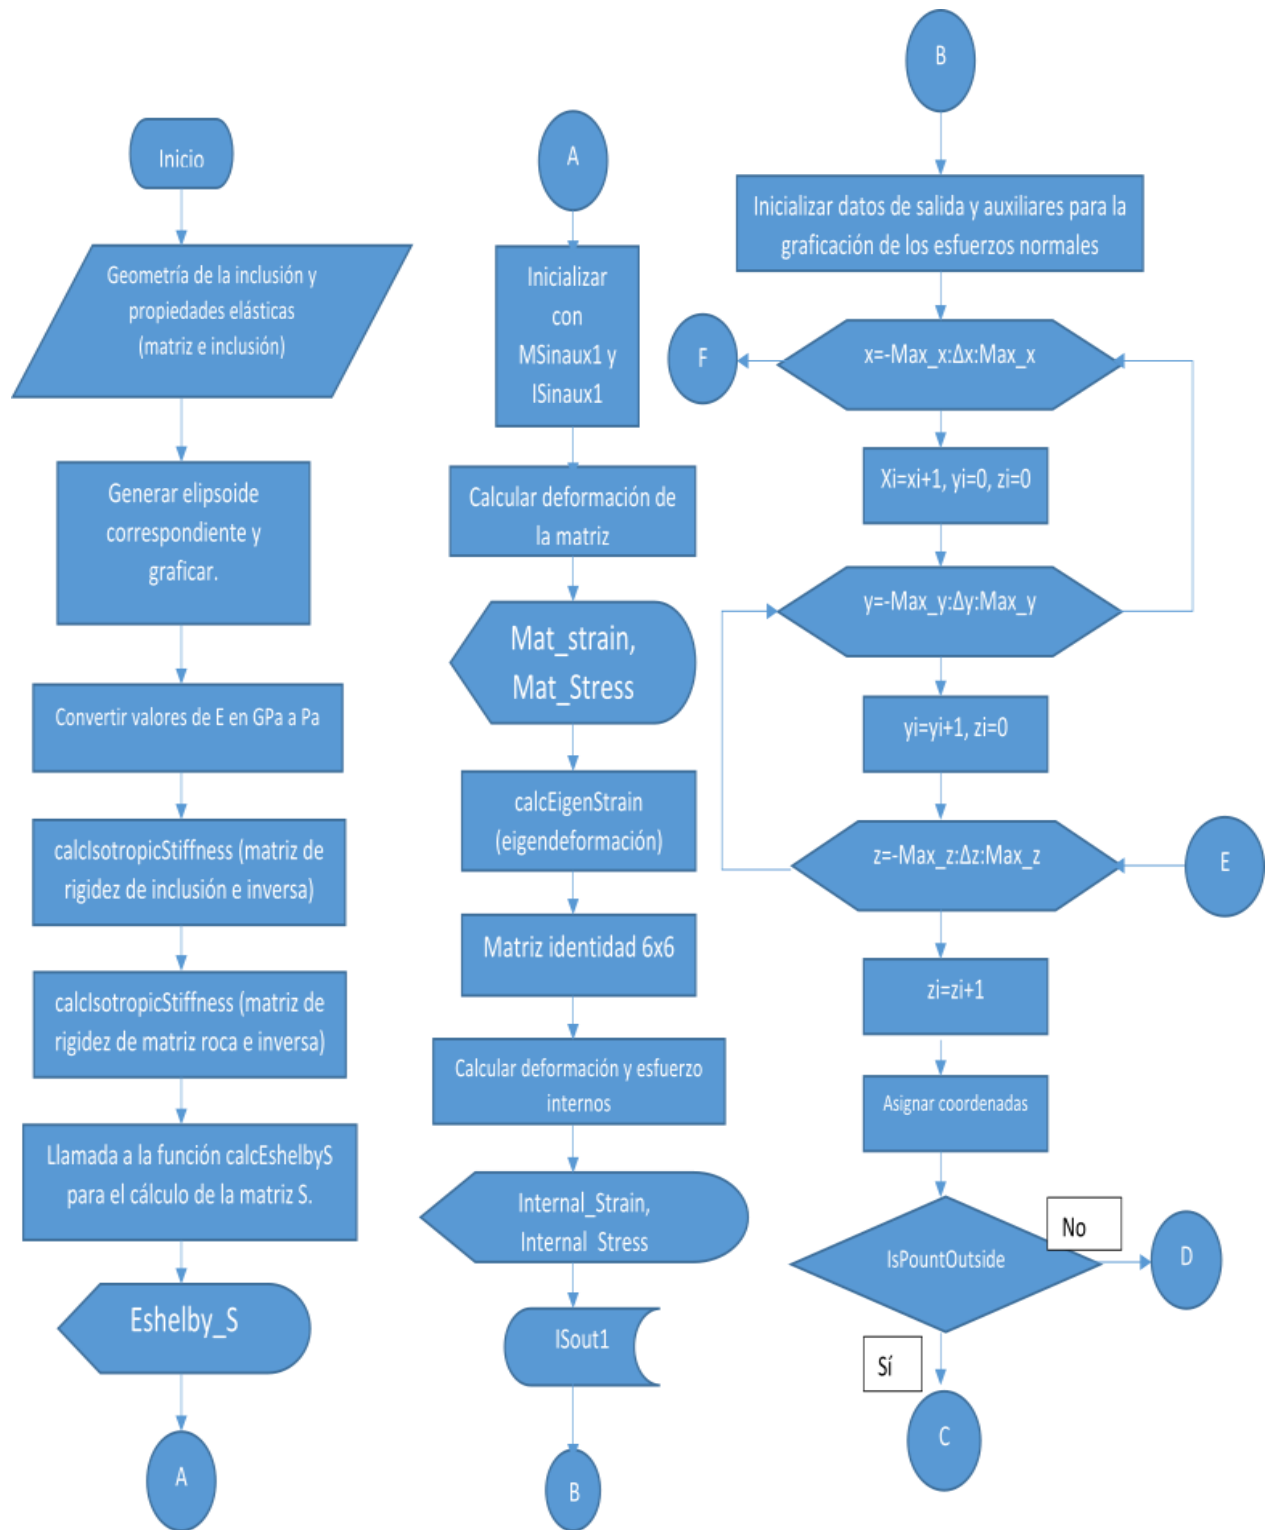 Inicio
Geometría de la inclusión y
propiedades elásticas
(matriz e inclusión)
Generar elipsoide
correspondiente y
graficar.
Convertir valores de E en GPa a Pa
calcIsotropicStiffness (matriz de
rigidez de inclusión e inversa)
calcIsotropicStiffness (matriz de
rigidez de matriz roca e inversa)
Llamada a la función calcEshelbyS
para el cálculo de la matriz S.
Eshelby_S
A
A
Inicializar
con
MSinaux1 y
ISinaux1
Calcular deformación de
la matriz
Mat_strain,
Mat_Stress
calcEigenStrain
(eigendeformación)
Matriz identidad 6x6
Calcular deformación y esfuerzo
internos
Internal_Strain,
Internal_Stress
ISout1
B
B
Inicializar datos de salida y auxiliares para la
graficación de los esfuerzos normales
F
x=-Max_x:Δx:Max_x
Xi=xi+1, yi=0, zi=0
y=-Max_y:Δy:Max_y
yi=yi+1, zi=0
z=-Max_z:Δz:Max_z
E
zi=zi+1
Asignar coordenadas
IsPountOutside
No
D
Sí
C